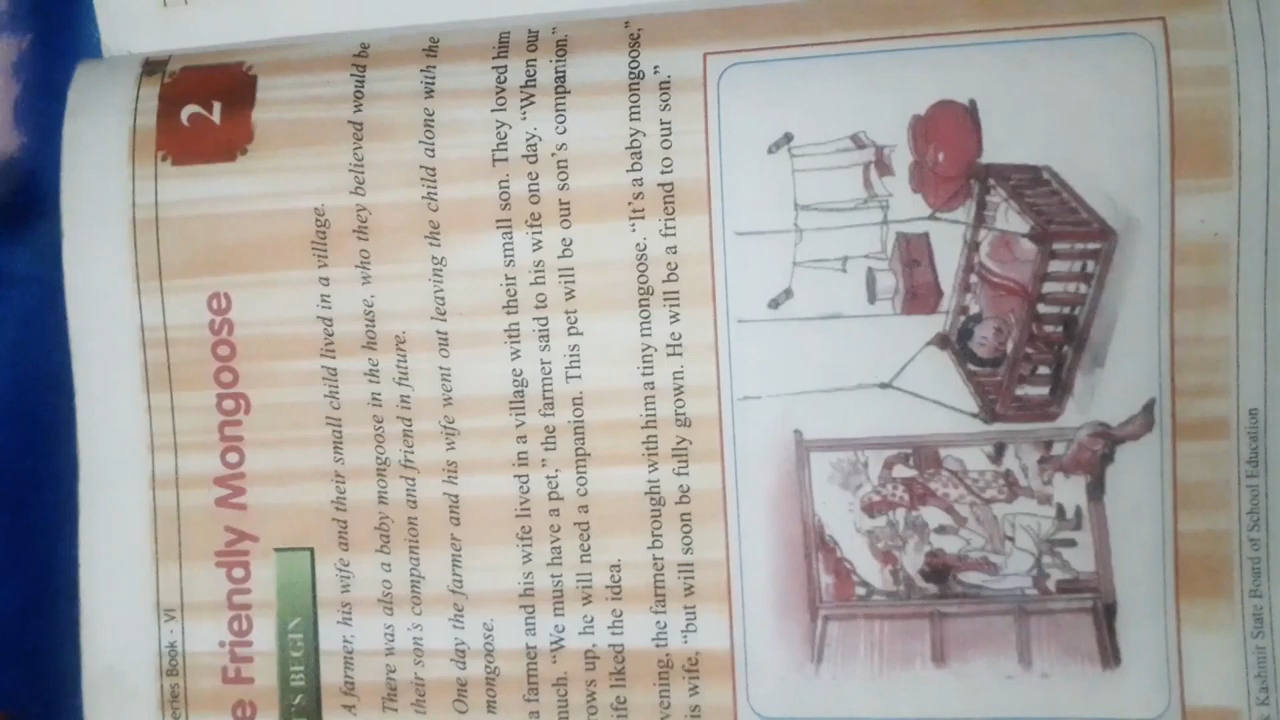 eries Book - VI
2
e Friendly Mongoose
T'S BEGIN
A farmer, his wife and their small child lived in a village.
There was also a baby mongoose in the house, who they believed would be
their son's companion and friend in future.
One day the farmer and his wife went out leaving the child alone with the
mongoose.
a farmer and his wife lived in a village with their small son. They loved him
much. “We must have a pet,” the farmer said to his wife one day. “When our
rows up, he will need a companion. This pet will be our son’s companion.”
ife liked the idea.
vening, the farmer brought with him a tiny mongoose. “It’s a baby mongoose,”
is wife, “but will soon be fully grown. He will be a friend to our son.”
Kashmir State Board of School Education